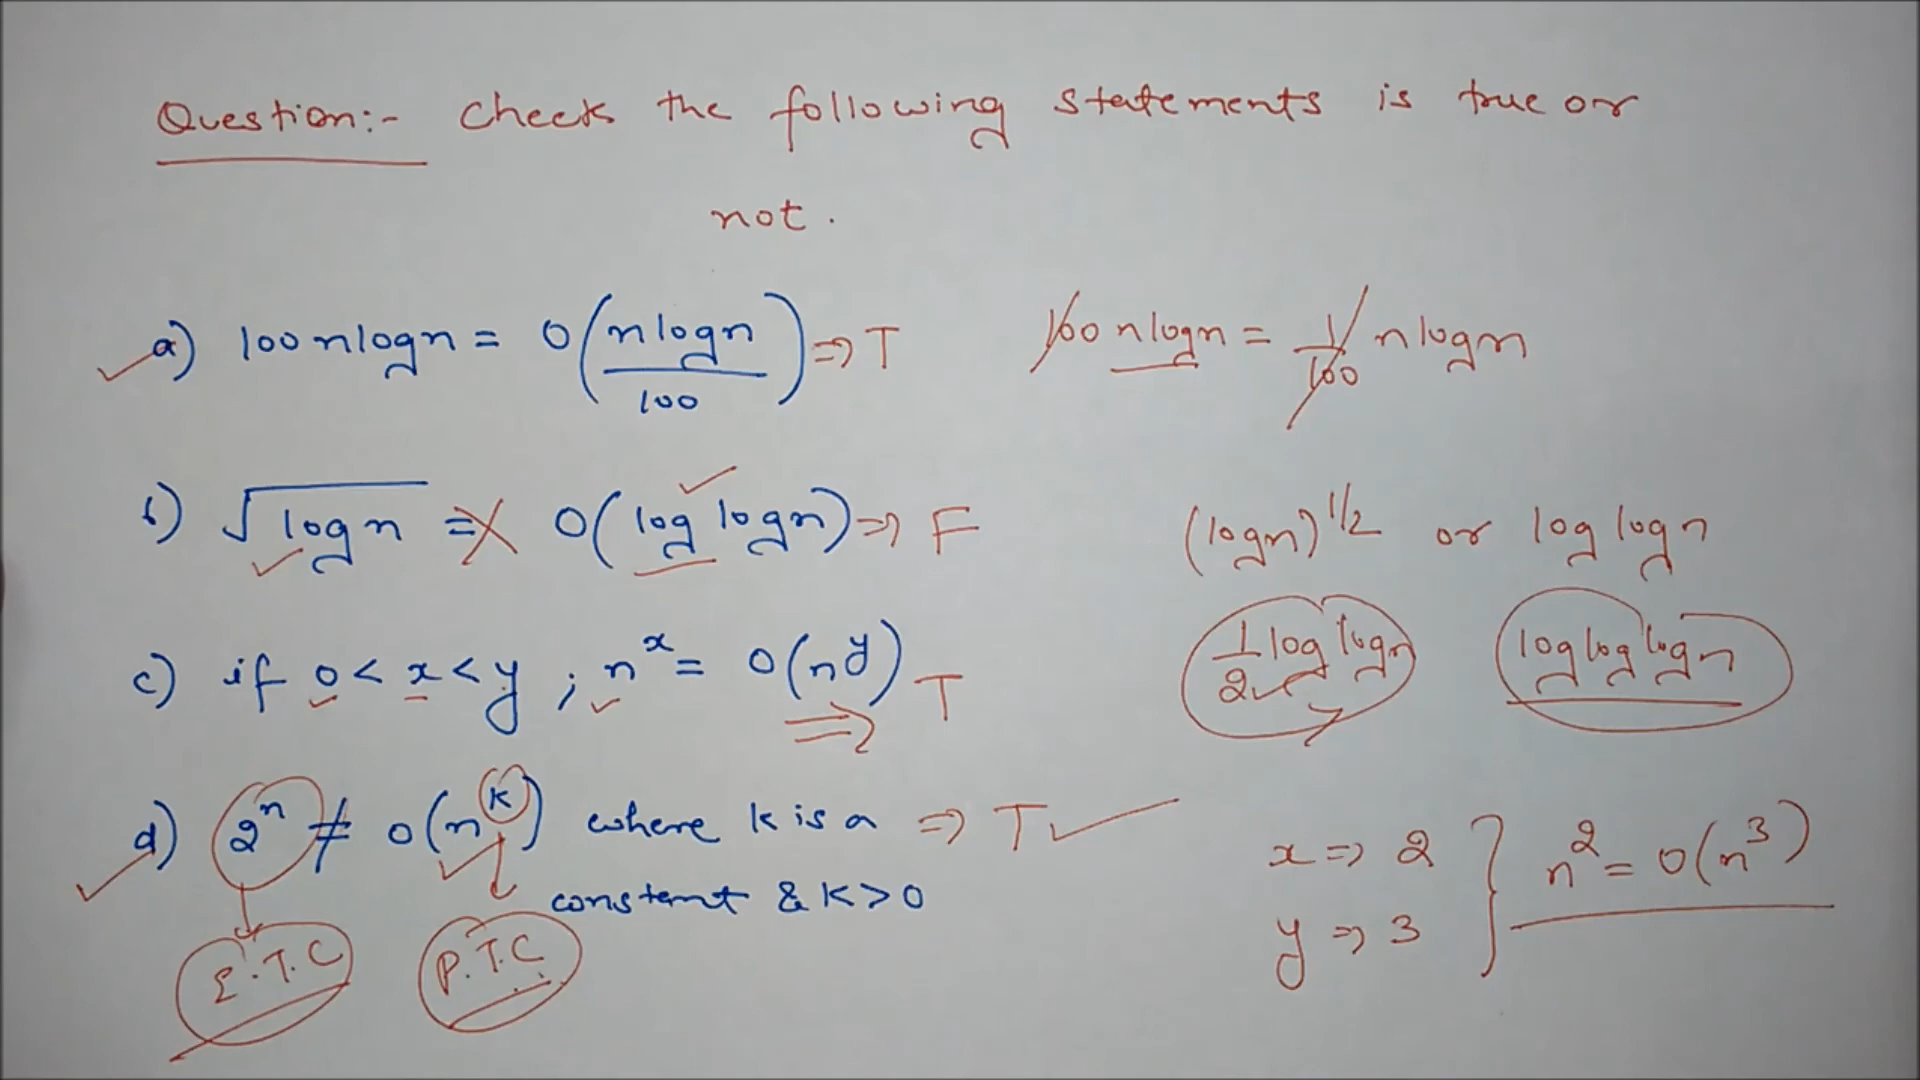 Question:- Check the following statements is true or
not.
a) 100 n log n = O(n log n / 100) ⇒ T
100 n log n = 1/100 n log n
b) √log n = O(log log n) ⇒ F
(log n)^1/2 or log log n
1/2 log log n
log log log n
c) if 0 < x < y ; n^x = O(n^y) T
d) 2^n ≠ O(n^k) where k is a ⇒ T
constant & k > 0
E.T.C
P.T.C
x ⇒ 2
y ⇒ 3
n^2 = O(n^3)